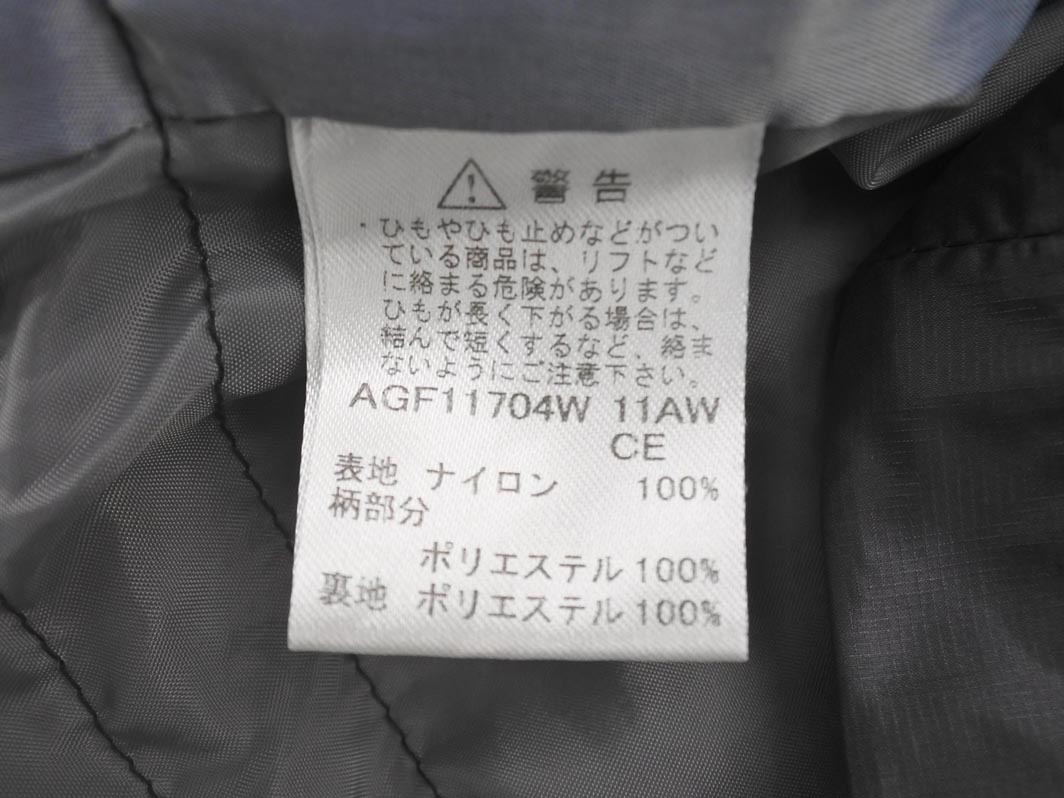 警告
・ひもやひも止めなどがつい
ている商品は、リフトなど
に絡まる危険があります。
ひもが長く下がる場合は、
結んで短くするなど、絡ま
ないようにご注意下さい。
AGF11704W 11AW
CE
表地 ナイロン 100%
柄部分
ポリエステル 100%
裏地 ポリエステル 100%